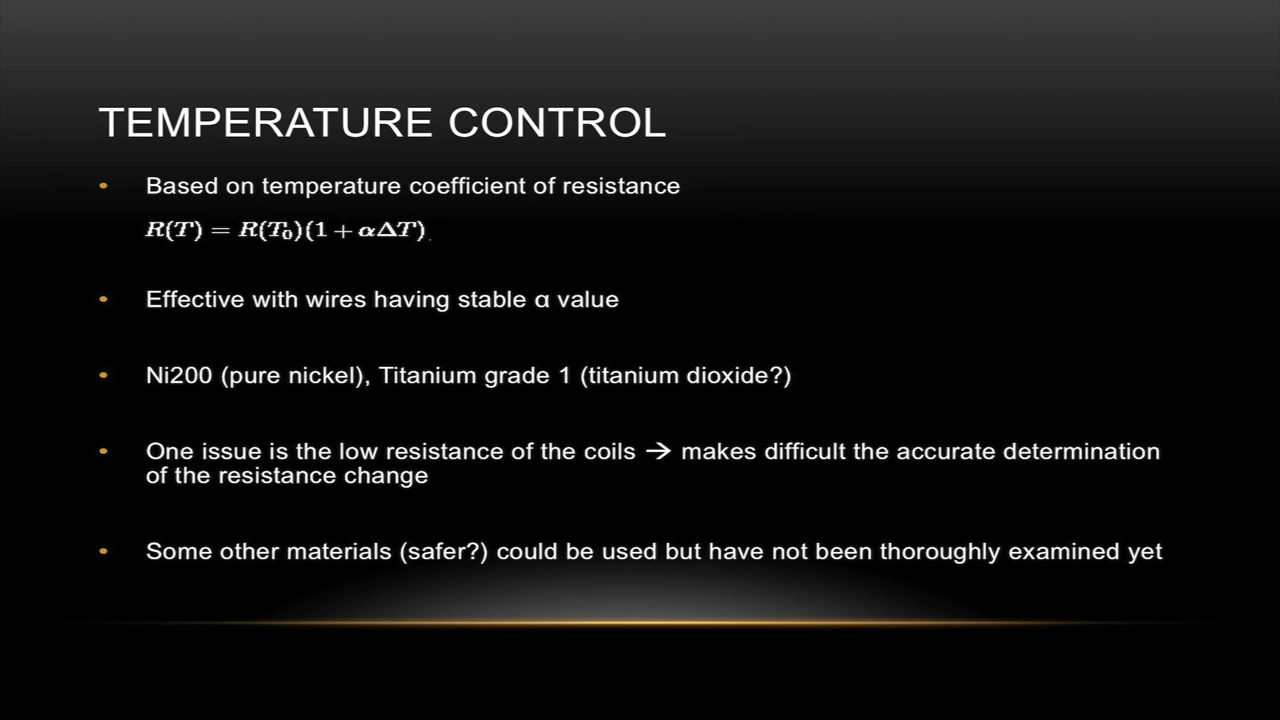 TEMPERATURE CONTROL
• Based on temperature coefficient of resistance
R(T) = R(T₀)(1 + αΔT)
• Effective with wires having stable α value
• Ni200 (pure nickel), Titanium grade 1 (titanium dioxide?)
• One issue is the low resistance of the coils → makes difficult the accurate determination
of the resistance change
• Some other materials (safer?) could be used but have not been thoroughly examined yet